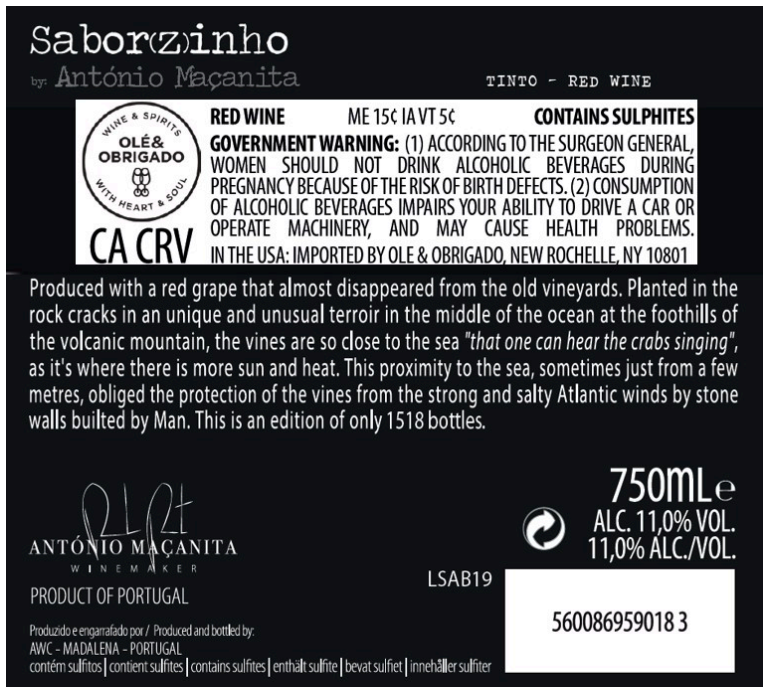 Sabor(z)inho
by: António Maçanita
TINTO - RED WINE
WINE & SPIRITS
OLÉ&
OBRIGADO
WITH HEART & SOUL
CA CRV
RED WINE ME 15¢ IA VT 5¢ CONTAINS SULPHITES
GOVERNMENT WARNING: (1) ACCORDING TO THE SURGEON GENERAL,
WOMEN SHOULD NOT DRINK ALCOHOLIC BEVERAGES DURING
PREGNANCY BECAUSE OF THE RISK OF BIRTH DEFECTS. (2) CONSUMPTION
OF ALCOHOLIC BEVERAGES IMPAIRS YOUR ABILITY TO DRIVE A CAR OR
OPERATE MACHINERY, AND MAY CAUSE HEALTH PROBLEMS.
IN THE USA: IMPORTED BY OLE & OBRIGADO, NEW ROCHELLE, NY 10801
Produced with a red grape that almost disappeared from the old vineyards. Planted in the
rock cracks in an unique and unusual terroir in the middle of the ocean at the foothills of
the volcanic mountain, the vines are so close to the sea "that one can hear the crabs singing",
as it's where there is more sun and heat. This proximity to the sea, sometimes just from a few
metres, obliged the protection of the vines from the strong and salty Atlantic winds by stone
walls builted by Man. This is an edition of only 1518 bottles.
ANTÓNIO MAÇANITA
WINEMAKER
PRODUCT OF PORTUGAL
Produzido e engarrafado por / Produced and bottled by:
AWC - MADALENA - PORTUGAL
contém sulfitos | contient sulfites | contains sulfites | enthält sulfite | bevat sulfiet | innehåller sulfiter
750mL e
ALC. 11,0% VOL.
11,0% ALC./VOL.
LSAB19
560086959018 3